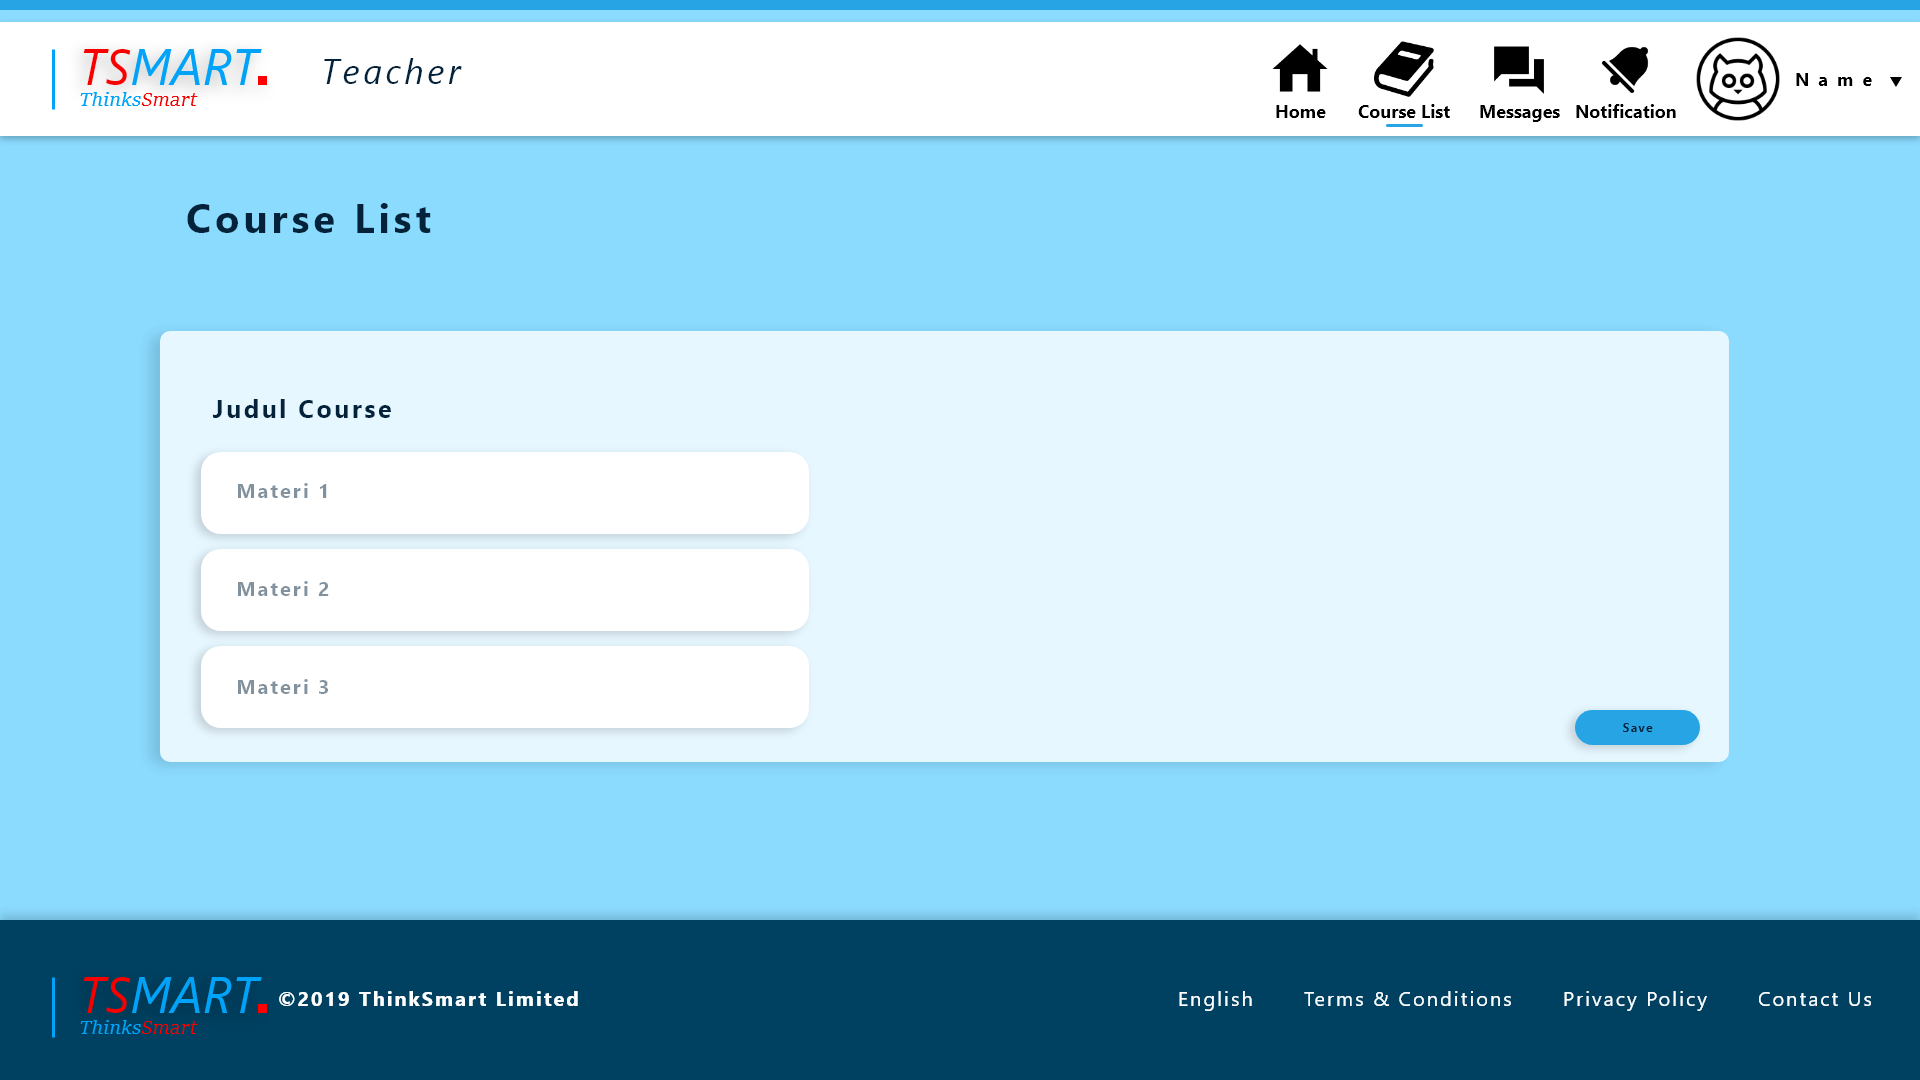 TSMART.
ThinksSmart
Teacher
Home
Course List
Messages
Notification
Name
Course List
Judul Course
Materi 1
Materi 2
Materi 3
Save
TSMART.
ThinksSmart
©2019 ThinkSmart Limited
English
Terms & Conditions
Privacy Policy
Contact Us